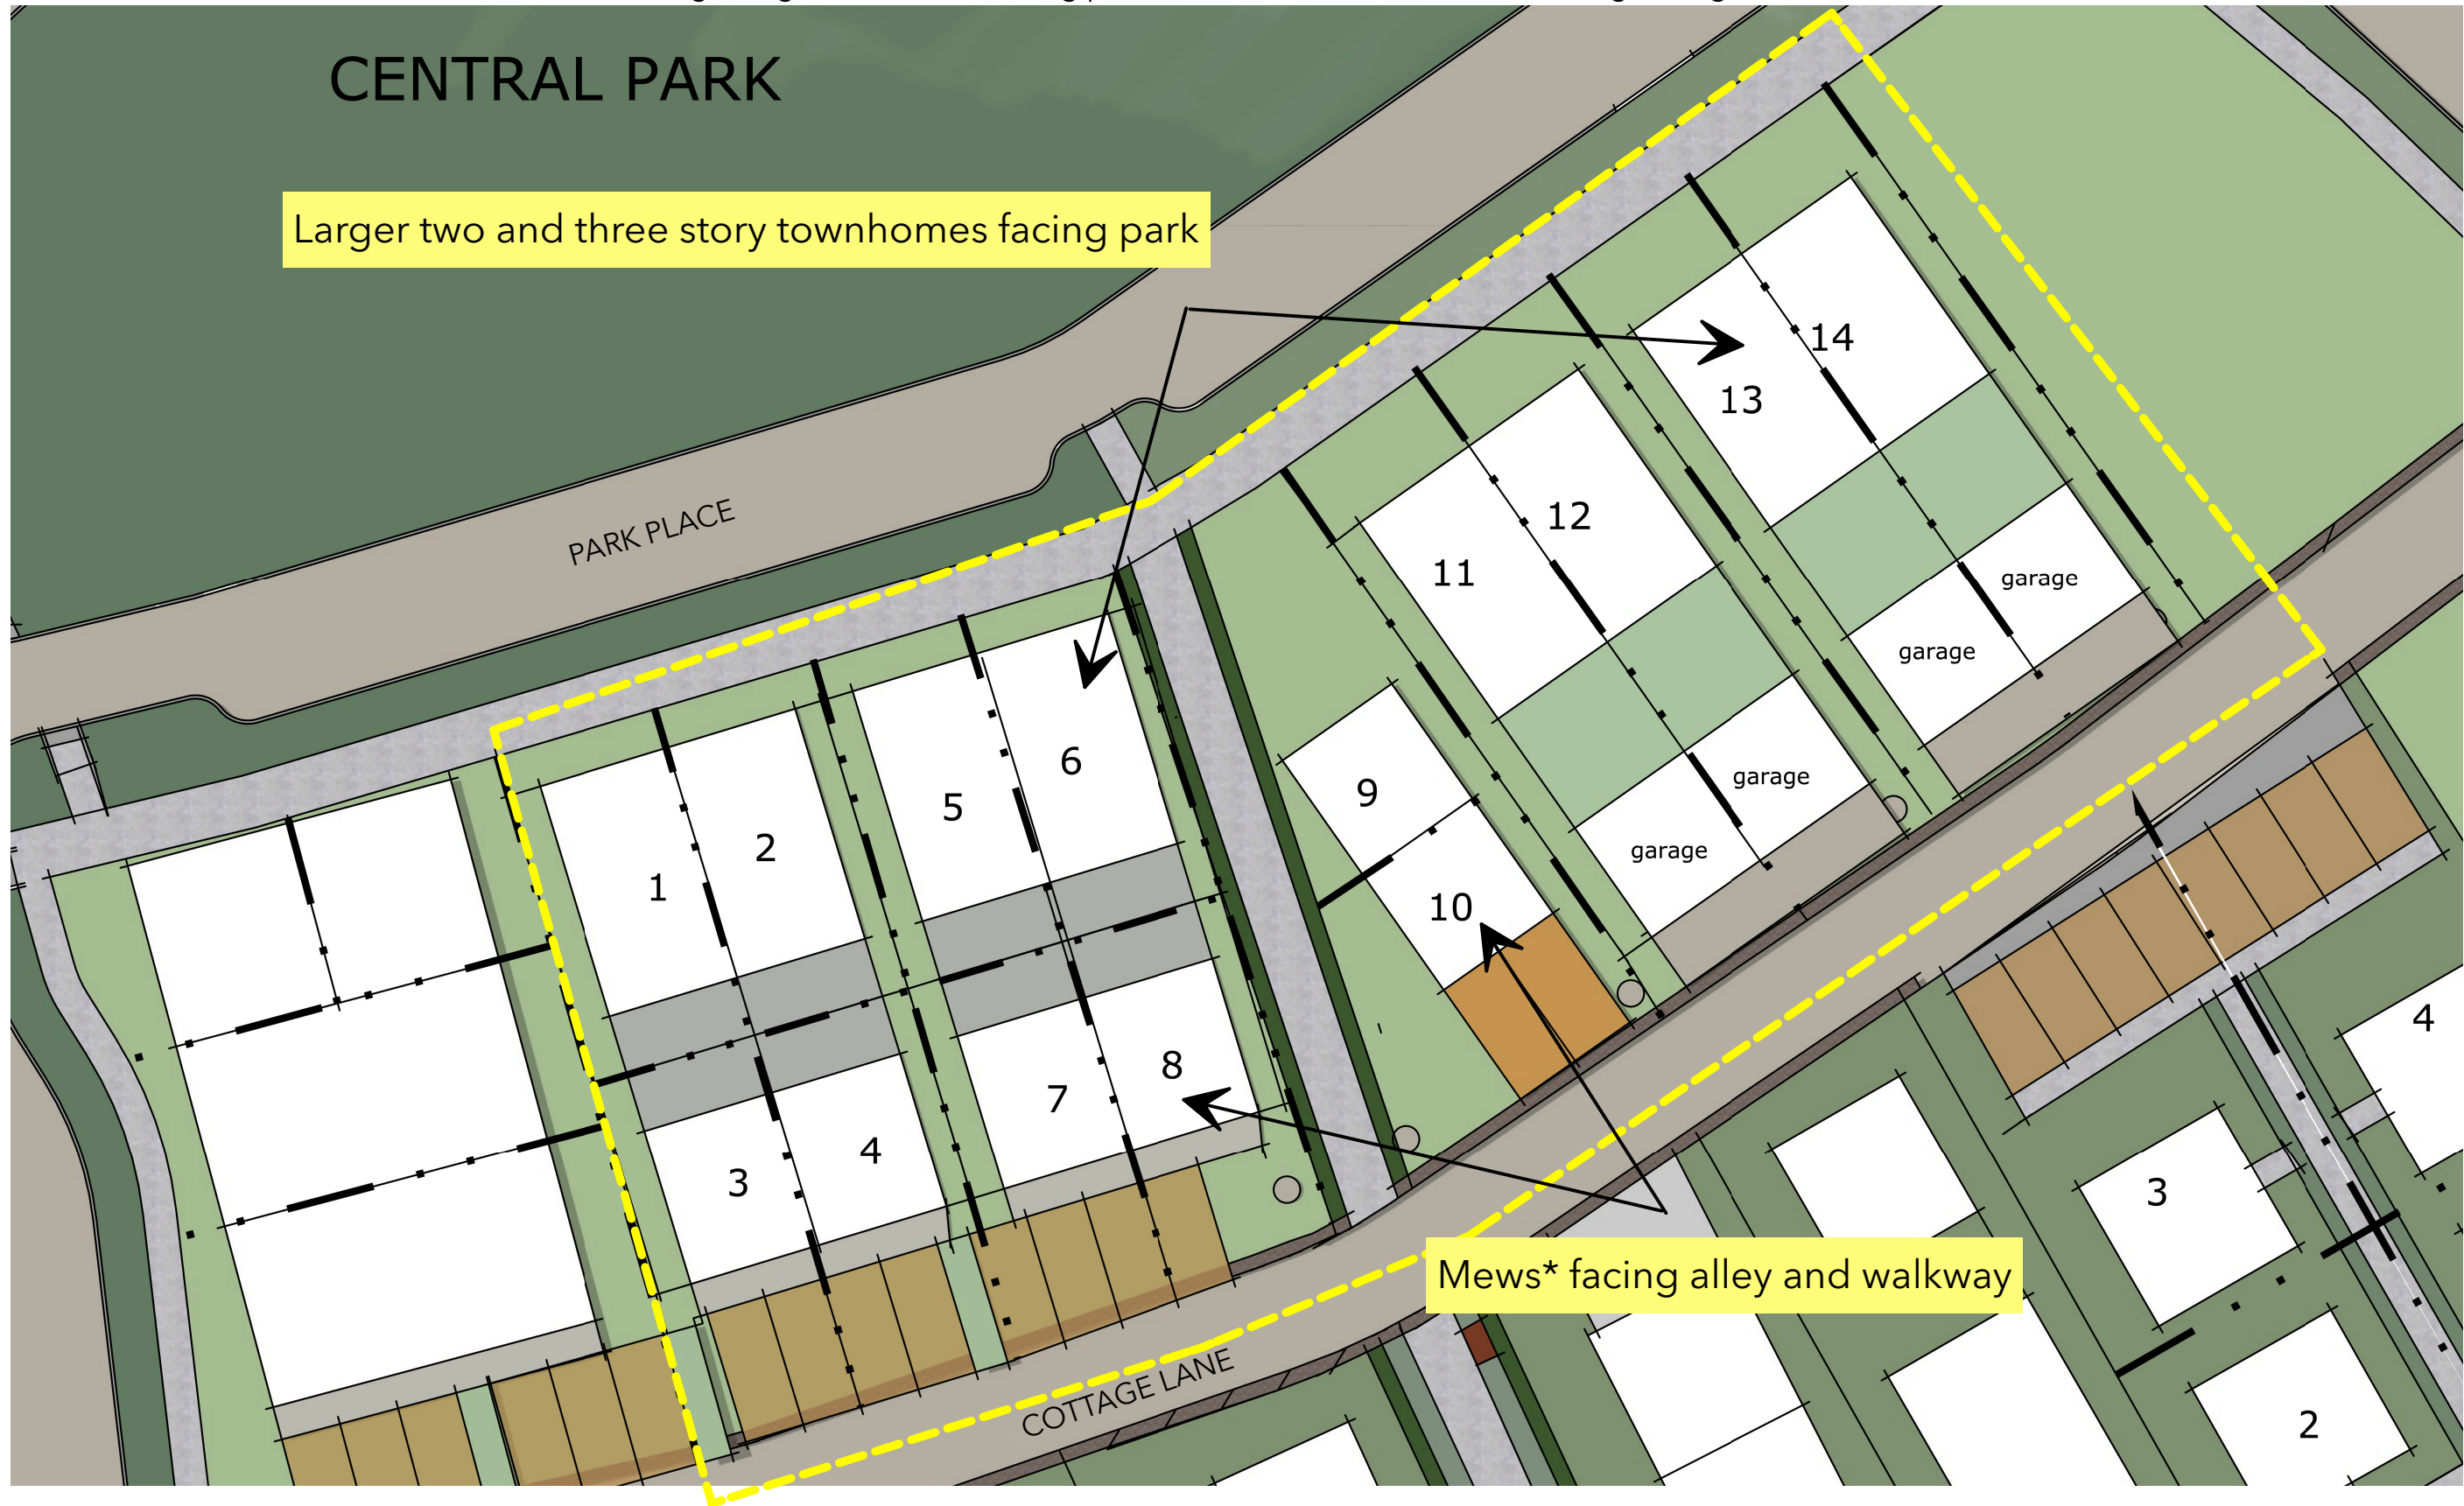 CENTRAL PARK
Larger two and three story townhomes facing park
PARK PLACE
14
13
12
11
garage
garage
garage
garage
6
5
9
2
1
10
8
7
4
3
4
3
2
Mews* facing alley and walkway
COTTAGE LANE